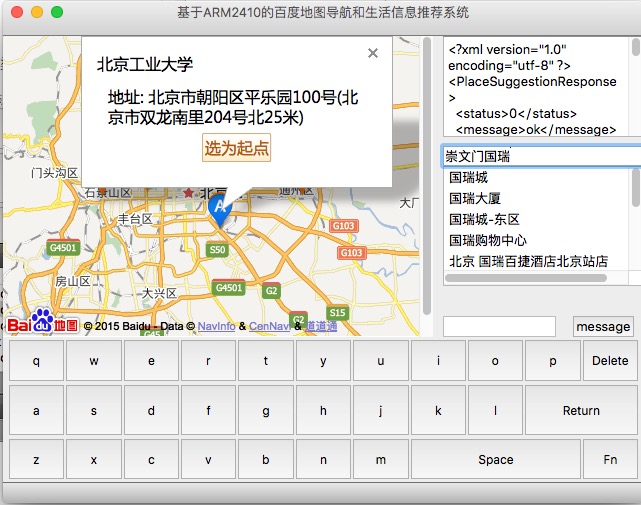 基于ARM2410的百度地图导航和生活信息推荐系统
北京工业大学
地址: 北京市朝阳区平乐园100号(北
京市双龙南里204号北25米)
选为起点
门头沟区
石景山区
北京
通州区
丰台区
大厂
G103
G4501
S50
G103
房山区
大兴区
G4501
G2
S15
G2
G45
Bai 地图
© 2015 Baidu - Data © NavInfo & CenNavi & 道道通
<?xml version="1.0"
encoding="utf-8" ?>
<PlaceSuggestionResponse
>
<status>0</status>
<message>ok</message>
崇文门国瑞
国瑞城
国瑞大厦
国瑞城-东区
国瑞购物中心
北京 国瑞百捷酒店北京站店
message
q w e r t y u i o p Delete
a s d f g h j k l Return
z x c v b n m Space Fn